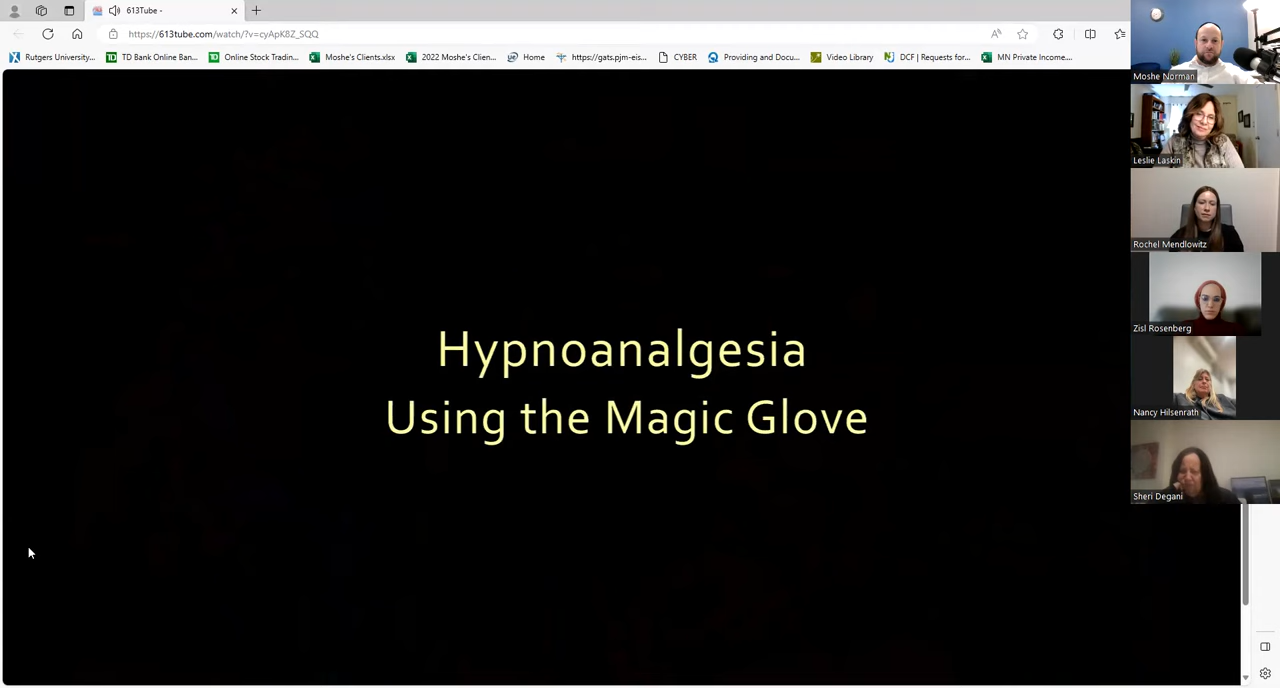 613Tube -
https://613tube.com/watch/?v=cyApK8Z_SQQ
Rutgers University... TD Bank Online Ban... Online Stock Tradin... Moshe's Clients.xlsx 2022 Moshe's Clien... Home https://gats.pjm-eis... CYBER Providing and Docu... Video Library DCF | Requests for... MN Private Income....
Hypnoanalgesia
Using the Magic Glove
Moshe Norman
Leslie Laskin
Rochel Mendlowitz
Zisl Rosenberg
Nancy Hilsenrath
Sheri Degani